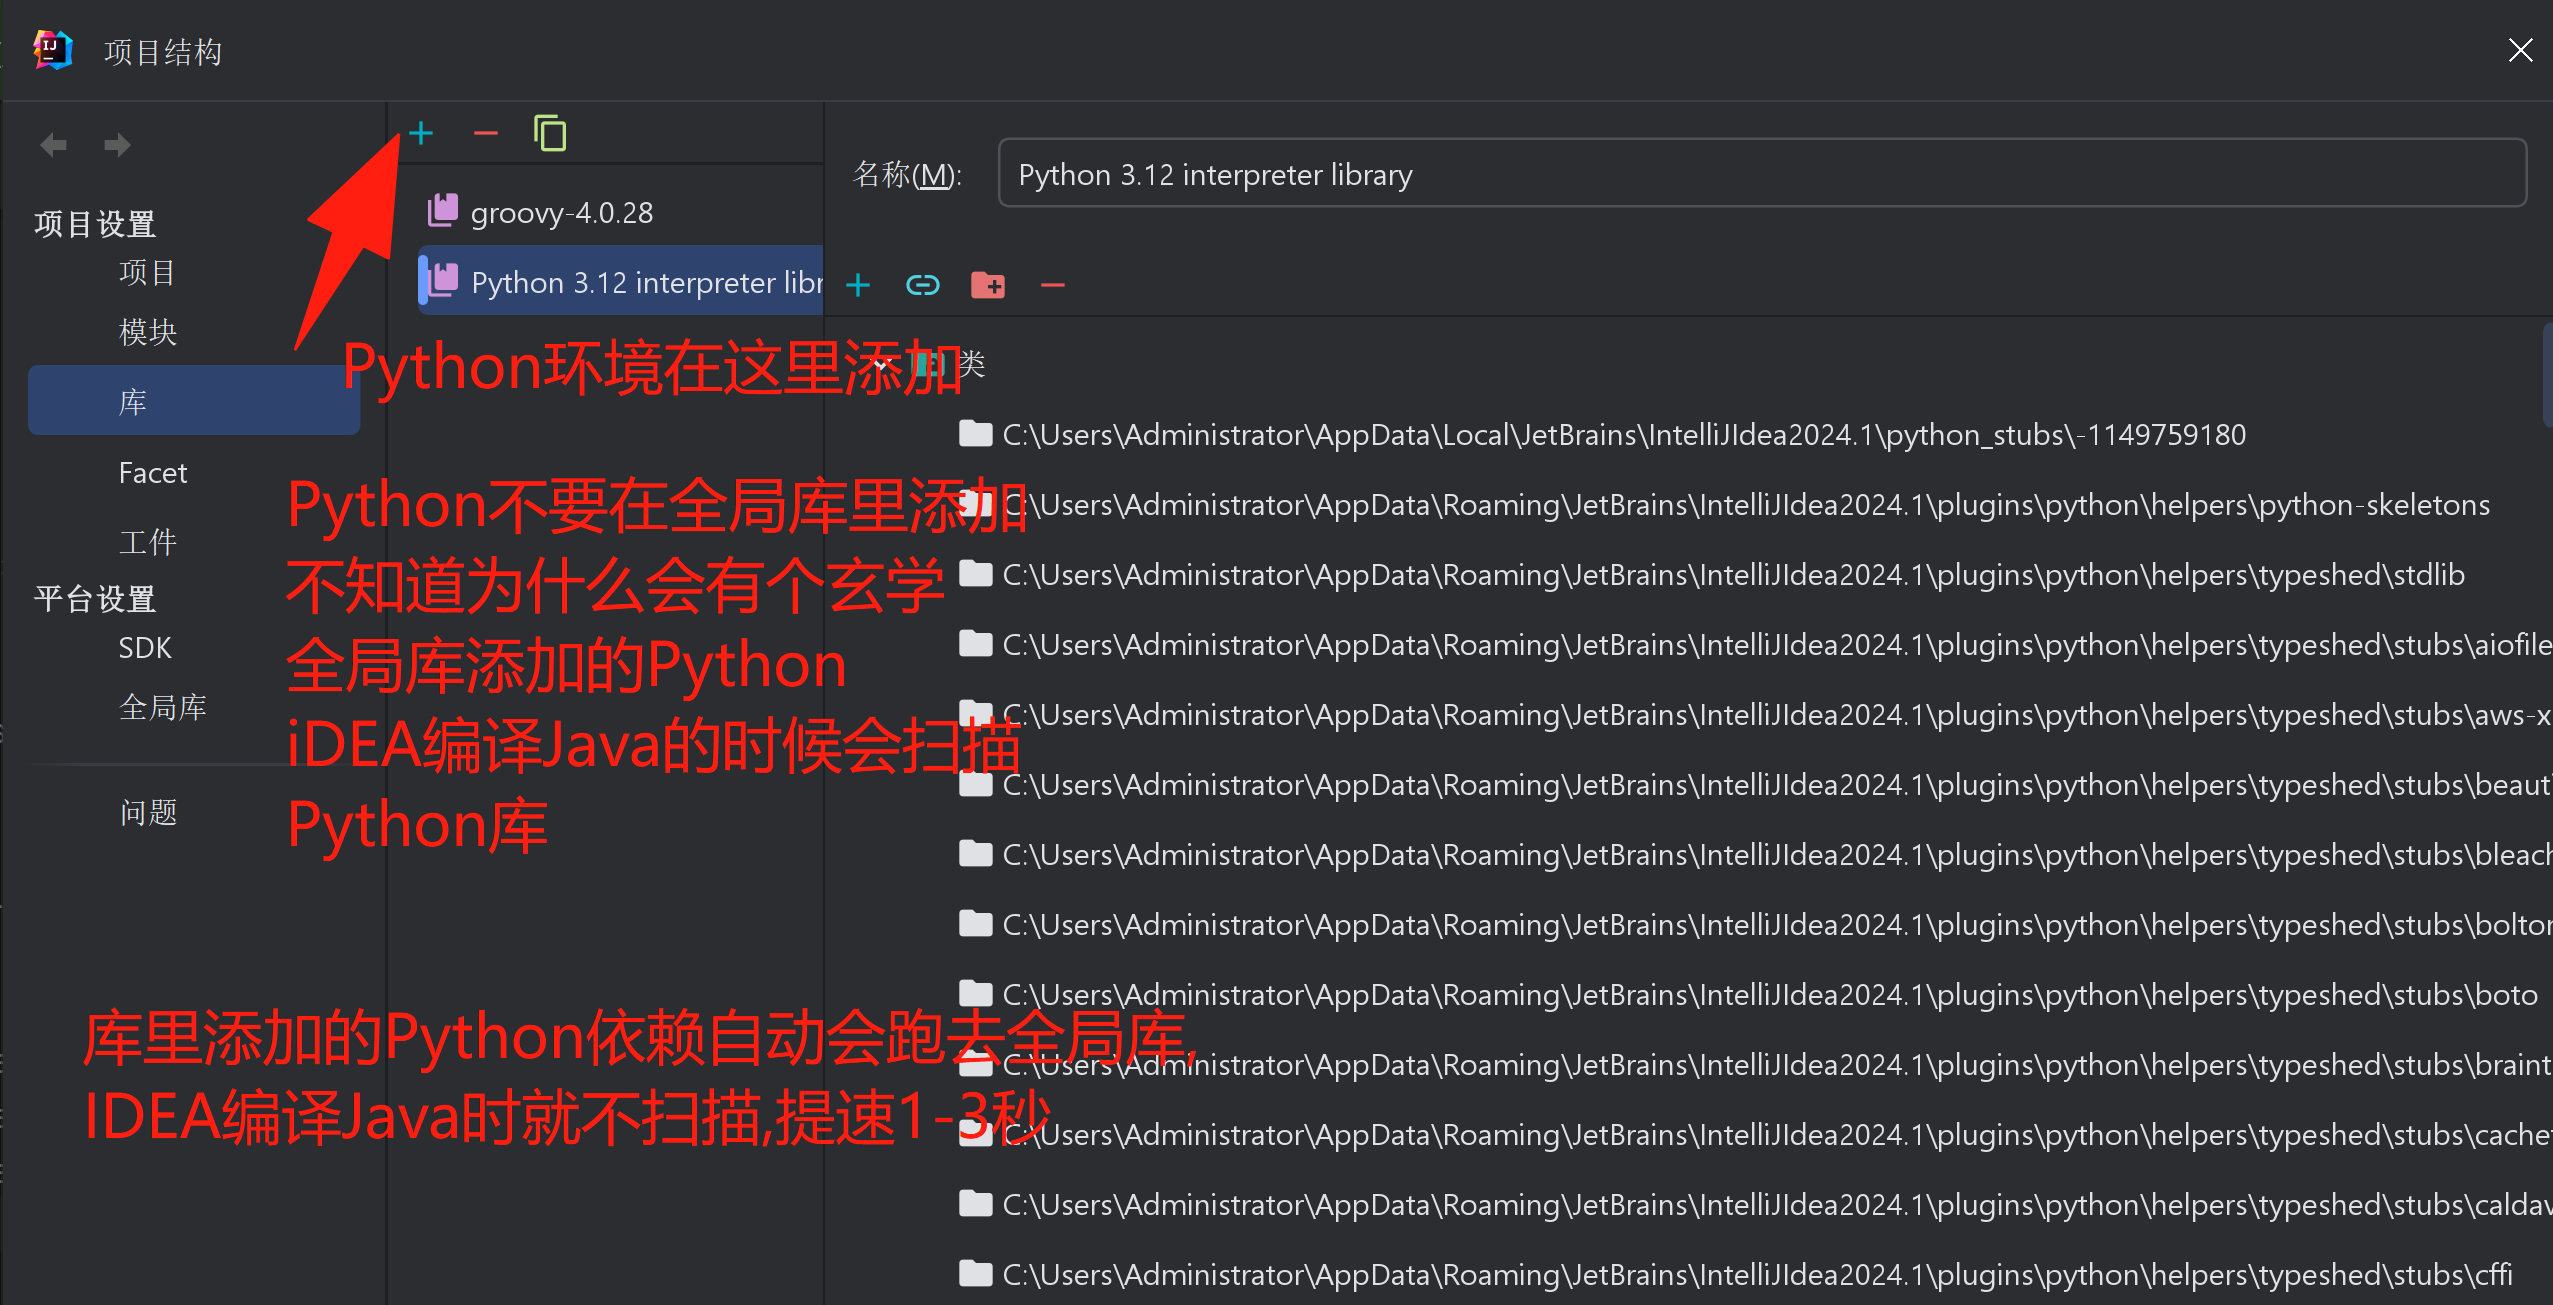 IJ
项目结构
项目设置
项目
模块
库
Facet
工件
平台设置
SDK
全局库
问题
groovy-4.0.28
Python 3.12 interpreter libr
名称(M):
Python 3.12 interpreter library
类
C:\Users\Administrator\AppData\Local\JetBrains\IntelliJIdea2024.1\python_stubs\-1149759180
C:\Users\Administrator\AppData\Roaming\JetBrains\IntelliJIdea2024.1\plugins\python\helpers\python-skeletons
C:\Users\Administrator\AppData\Roaming\JetBrains\IntelliJIdea2024.1\plugins\python\helpers\typeshed\stdlib
C:\Users\Administrator\AppData\Roaming\JetBrains\IntelliJIdea2024.1\plugins\python\helpers\typeshed\stubs\aiofile
C:\Users\Administrator\AppData\Roaming\JetBrains\IntelliJIdea2024.1\plugins\python\helpers\typeshed\stubs\aws-x
C:\Users\Administrator\AppData\Roaming\JetBrains\IntelliJIdea2024.1\plugins\python\helpers\typeshed\stubs\beaut
C:\Users\Administrator\AppData\Roaming\JetBrains\IntelliJIdea2024.1\plugins\python\helpers\typeshed\stubs\bleach
C:\Users\Administrator\AppData\Roaming\JetBrains\IntelliJIdea2024.1\plugins\python\helpers\typeshed\stubs\bolton
C:\Users\Administrator\AppData\Roaming\JetBrains\IntelliJIdea2024.1\plugins\python\helpers\typeshed\stubs\boto
C:\Users\Administrator\AppData\Roaming\JetBrains\IntelliJIdea2024.1\plugins\python\helpers\typeshed\stubs\braint
C:\Users\Administrator\AppData\Roaming\JetBrains\IntelliJIdea2024.1\plugins\python\helpers\typeshed\stubs\cachet
C:\Users\Administrator\AppData\Roaming\JetBrains\IntelliJIdea2024.1\plugins\python\helpers\typeshed\stubs\caldav
C:\Users\Administrator\AppData\Roaming\JetBrains\IntelliJIdea2024.1\plugins\python\helpers\typeshed\stubs\cffi
Python环境在这里添加
Python不要在全局库里添加
不知道为什么会有个玄学
全局库添加的Python
iDEA编译Java的时候会扫描
Python库
库里添加的Python依赖自动会跑去全局库,
IDEA编译Java时就不扫描,提速1-3秒